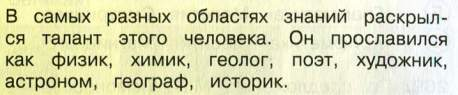 В самых разных областях знаний раскрыл-
ся талант этого человека. Он прославился
как физик, химик, геолог, поэт, художник,
астроном, географ, историк.